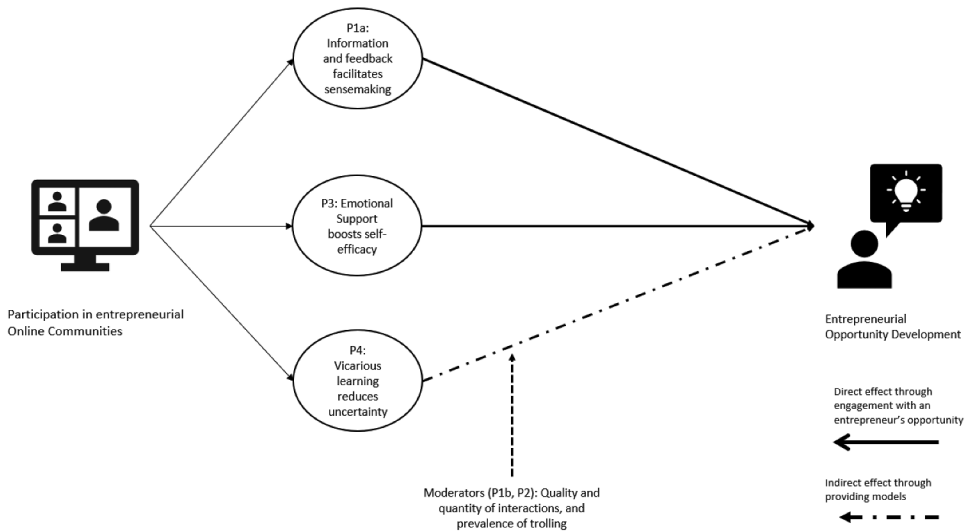 P1a:
Information
and feedback
facilitates
sensemaking
P3: Emotional
Support
boosts self-
efficacy
Participation in entrepreneurial
Online Communities
P4:
Vicarious
learning
reduces
uncertainty
Entrepreneurial
Opportunity Development
Direct effect through
engagement with an
entrepreneur's opportunity
Indirect effect through
providing models
Moderators (P1b, P2): Quality and
quantity of interactions, and
prevalence of trolling